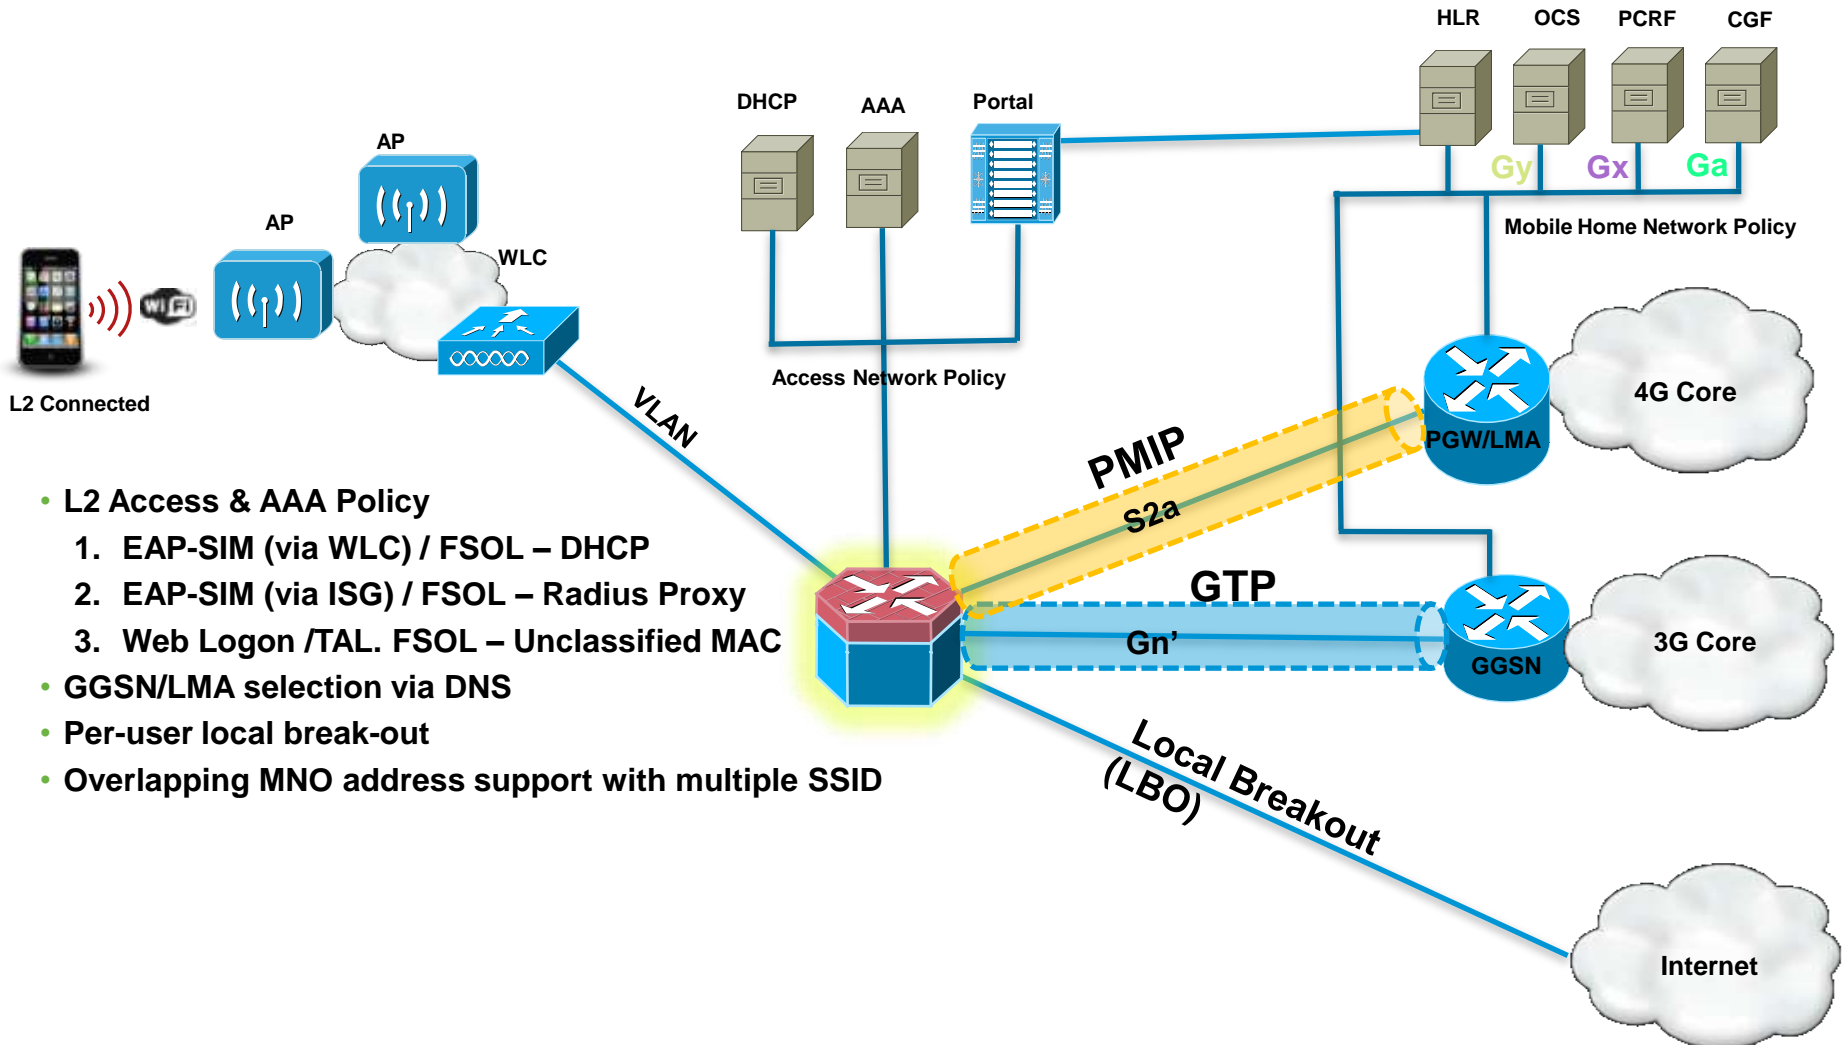 HLR
OCS
PCRF
CGF
DHCP
AAA
Portal
AP
AP
WLC
Gy
Gx
Ga
Mobile Home Network Policy
Wi Fi
L2 Connected
Access Network Policy
VLAN
4G Core
PGW/LMA
PMIP
S2a
GTP
Gn’
3G Core
GGSN
• L2 Access & AAA Policy
1. EAP-SIM (via WLC) / FSOL – DHCP
2. EAP-SIM (via ISG) / FSOL – Radius Proxy
3. Web Logon /TAL. FSOL – Unclassified MAC
• GGSN/LMA selection via DNS
• Per-user local break-out
• Overlapping MNO address support with multiple SSID
Local Breakout
(LBO)
Internet